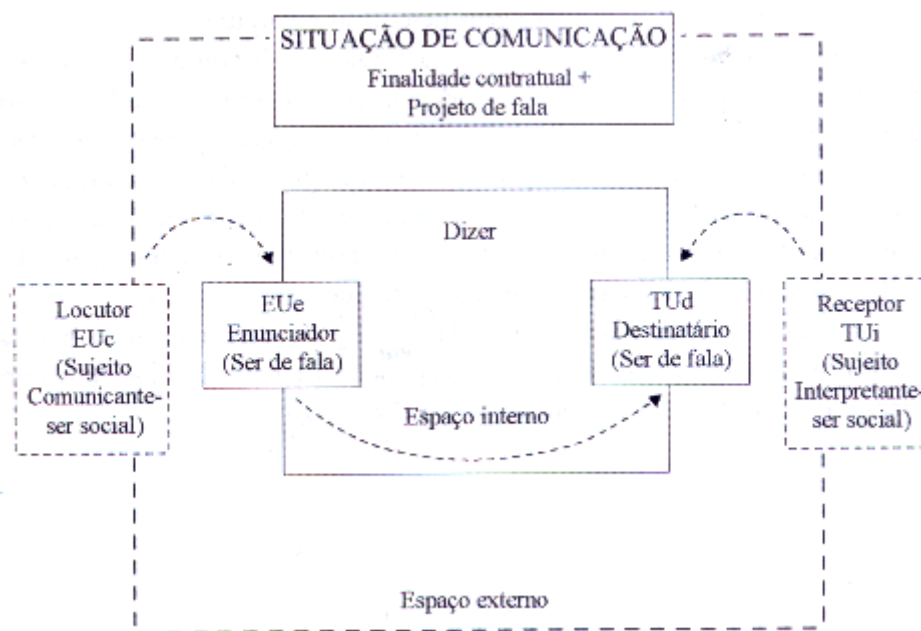 SITUAÇÃO DE COMUNICAÇÃO
Finalidade contratual +
Projeto de fala
Dizer
Locutor
EUc
(Sujeito
Comunicante-
ser social)
EUe
Enunciador
(Ser de fala)
TUd
Destinatário
(Ser de fala)
Receptor
TUi
(Sujeito
Interpretante-
ser social)
Espaço interno
Espaço externo